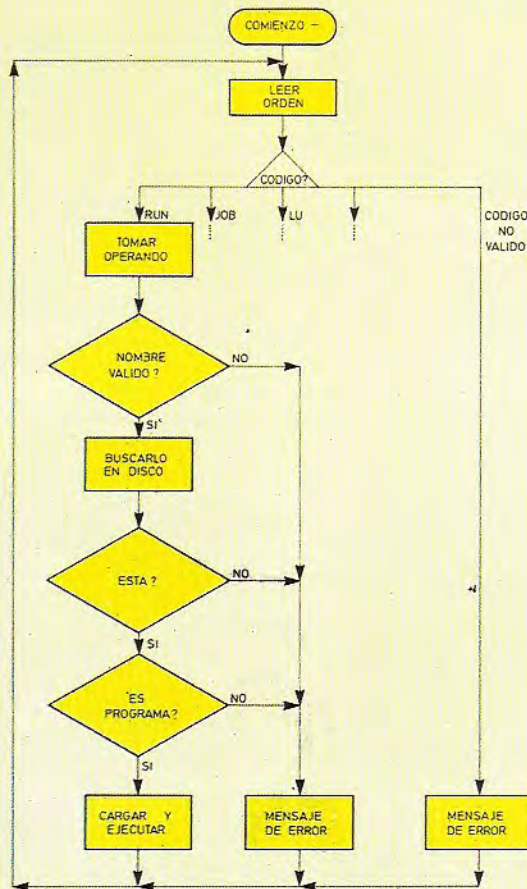 COMIENZO
LEER
ORDEN
CODIGO?
RUN
JOB
LU
CODIGO
NO
VALIDO
TOMAR
OPERANDO
NOMBRE
VALIDO?
NO
SI
BUSCARLO
EN DISCO
ESTA?
NO
SI
ES
PROGRAMA?
NO
SI
CARGAR Y
EJECUTAR
MENSAJE
DE ERROR
MENSAJE
DE ERROR